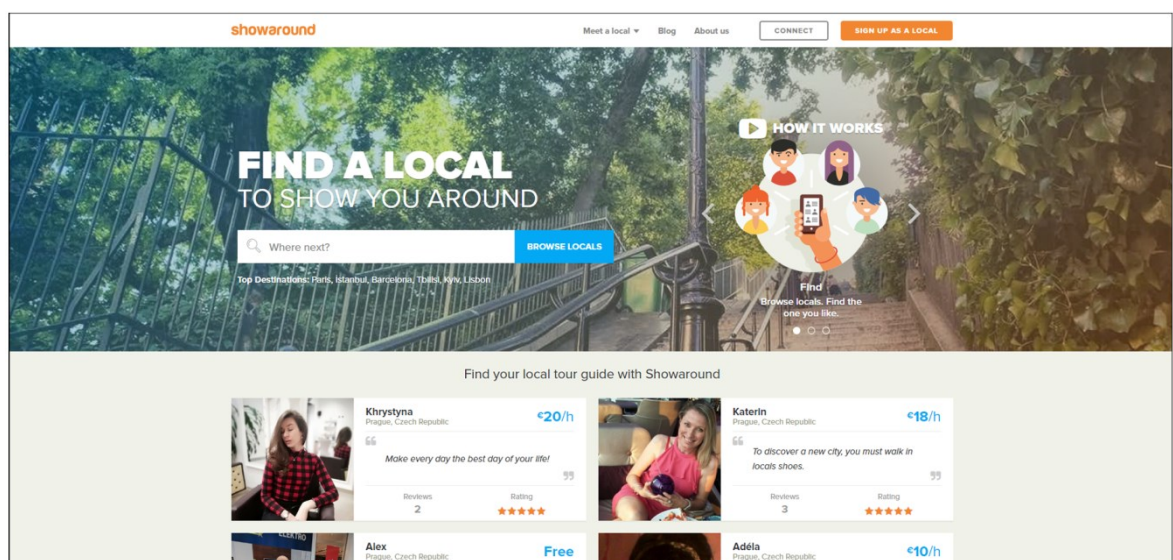 showaround
Meet a local
Blog
About us
CONNECT
SIGN UP AS A LOCAL
FIND A LOCAL
TO SHOW YOU AROUND
Where next?
BROWSE LOCALS
Top Destinations: Paris, Istanbul, Barcelona, Tbilisi, Kyiv, Lisbon
HOW IT WORKS
Find
Browse locals. Find the
one you like.
Find your local tour guide with Showaround
Khrystyna
€20/h
Prague, Czech Republic
Make every day the best day of your life!
Reviews
Rating
2
Katerin
€18/h
Prague, Czech Republic
To discover a new city, you must walk in
locals shoes.
Reviews
Rating
3
ELEKTRO
Alex
Free
Prague, Czech Republic
Adéla
€10/h
Prague, Czech Republic